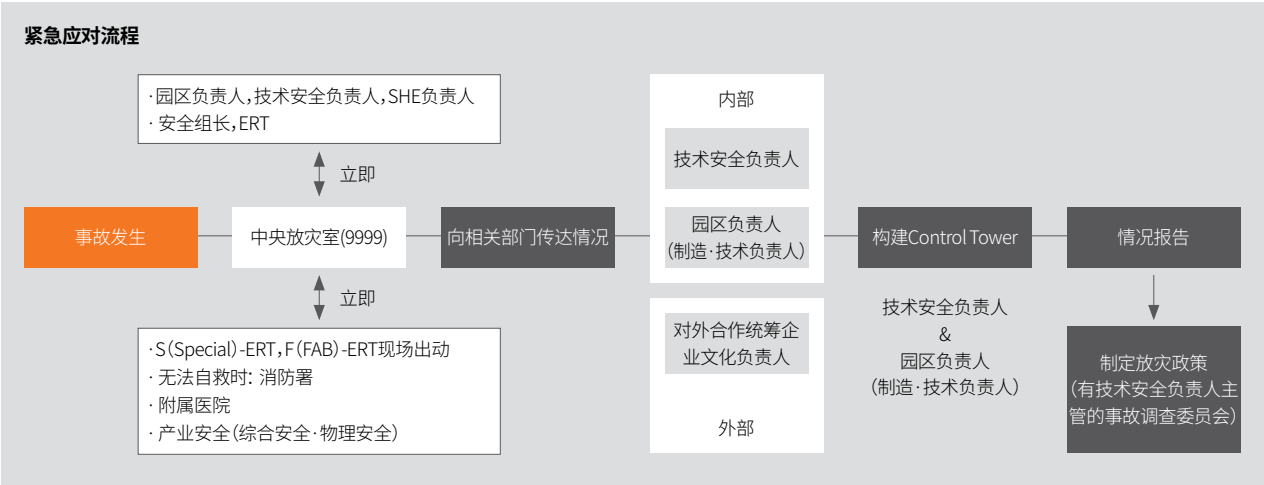 紧急应对流程
·园区负责人,技术安全负责人,SHE负责人
· 安全组长,ERT
立即
事故发生
中央放灾室(9999)
向相关部门传达情况
立即
·S(Special)-ERT,F(FAB)-ERT现场出动
· 无法自救时: 消防署
· 附属医院
· 产业安全(综合安全·物理安全)
内部
技术安全负责人
园区负责人
(制造·技术负责人)
对外合作统筹企
业文化负责人
外部
构建Control Tower
技术安全负责人
&
园区负责人
(制造·技术负责人)
情况报告
制定放灾政策
(有技术安全负责人主
管的事故调查委员会)